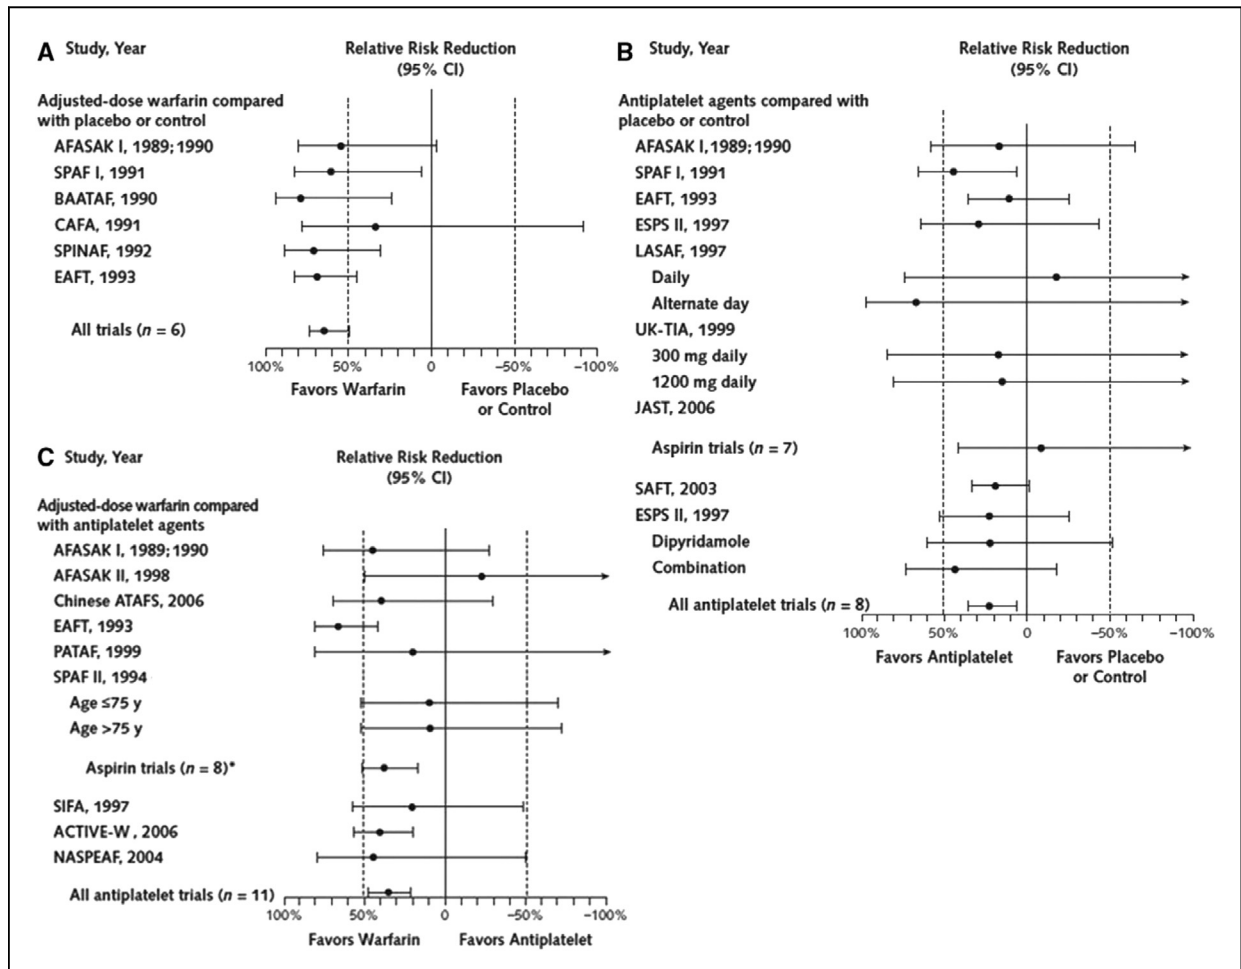 A Study, Year Relative Risk Reduction
(95% CI)
Adjusted-dose warfarin compared
with placebo or control
AFASAK I, 1989; 1990
SPAF I, 1991
BAATAF, 1990
CAFA, 1991
SPINAF, 1992
EAFT, 1993
All trials (n = 6)
100% 50% 0 −50% −100%
Favors Warfarin Favors Placebo
or Control
B Study, Year Relative Risk Reduction
(95% CI)
Antiplatelet agents compared with
placebo or control
AFASAK I, 1989; 1990
SPAF I, 1991
EAFT, 1993
ESPS II, 1997
LASAF, 1997
Daily
Alternate day
UK-TIA, 1999
300 mg daily
1200 mg daily
JAST, 2006
Aspirin trials (n = 7)
SAFT, 2003
ESPS II, 1997
Dipyridamole
Combination
All antiplatelet trials (n = 8)
100% 50% 0 −50% −100%
Favors Antiplatelet Favors Placebo
or Control
C Study, Year Relative Risk Reduction
(95% CI)
Adjusted-dose warfarin compared
with antiplatelet agents
AFASAK I, 1989; 1990
AFASAK II, 1998
Chinese ATAFS, 2006
EAFT, 1993
PATAF, 1999
SPAF II, 1994
Age ≤75 y
Age >75 y
Aspirin trials (n = 8)*
SIFA, 1997
ACTIVE-W , 2006
NASPEAF, 2004
All antiplatelet trials (n = 11)
100% 50% 0 −50% −100%
Favors Warfarin Favors Antiplatelet